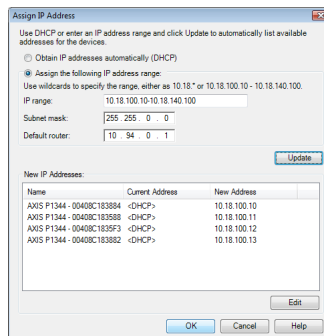 Assign IP Address
Use DHCP or enter an IP address range and click Update to automatically list available
addresses for the devices.
Obtain IP addresses automatically (DHCP)
Assign the following IP address range:
Use wildcards to specify the range, either as 10.18.* or 10.18.100.10 - 10.18.140.100.
IP range: 10.18.100.10-10.18.140.100
Subnet mask: 255 . 255 . 0 . 0
Default router: 10 . 94 . 0 . 1
Update
New IP Addresses:
Name Current Address New Address
AXIS P1344 - 00408C183884 <DHCP> 10.18.100.10
AXIS P1344 - 00408C183588 <DHCP> 10.18.100.11
AXIS P1344 - 00408C1835F3 <DHCP> 10.18.100.12
AXIS P1344 - 00408C183882 <DHCP> 10.18.100.13
Edit
OK Cancel Help